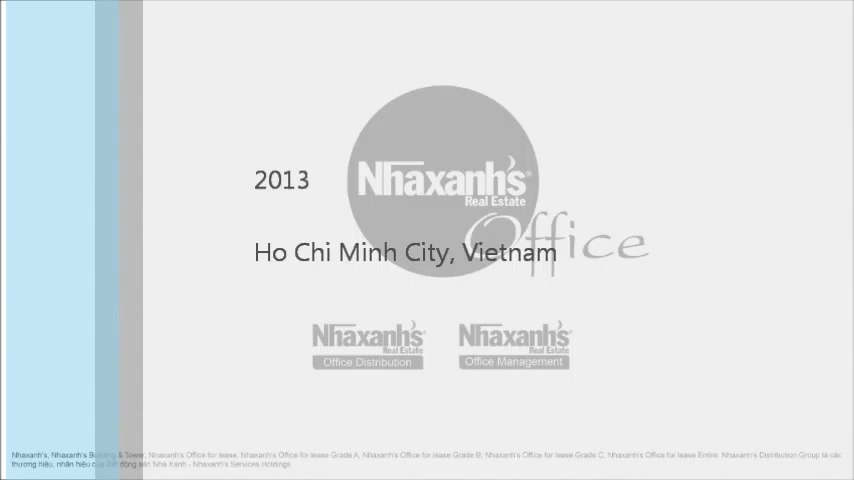 2013
Nhaxanh's
Real Estate
Office
Ho Chi Minh City, Vietnam
Nhaxanh's
Real Estate
Office Distribution
Nhaxanh's
Real Estate
Office Management
Nhaxanh's, Nhaxanh's Building & Tower, Nhaxanh's Office for lease, Nhaxanh's Office for lease Grade A, Nhaxanh's Office for lease Grade B, Nhaxanh's Office for lease Grade C, Nhaxanh's Office for lease Entire. Nhaxanh's Distribution Group là các
thương hiệu, nhãn hiệu của Bất động sản Nhà Xanh - Nhaxanh's Services Holdings